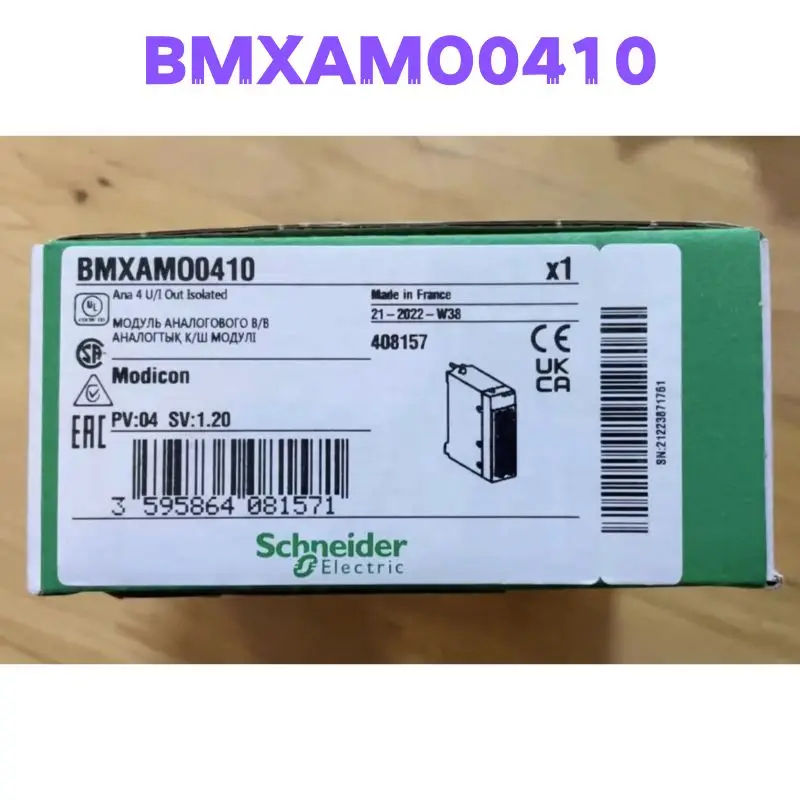 BMXAMO0410
BMXAMO0410 x1
Ana 4 U/I Out Isolated
Made in France
21-2022-W38
МОДУЛЬ АНАЛОГОВОГО В/В
АНАЛОГТЫҚ К/Ш МОДУЛІ
408157
CE
UK
CA
UL
Modicon
EAC
PV:04 SV:1.20
3 595864 081571
SN:21223871761
Schneider
Electric